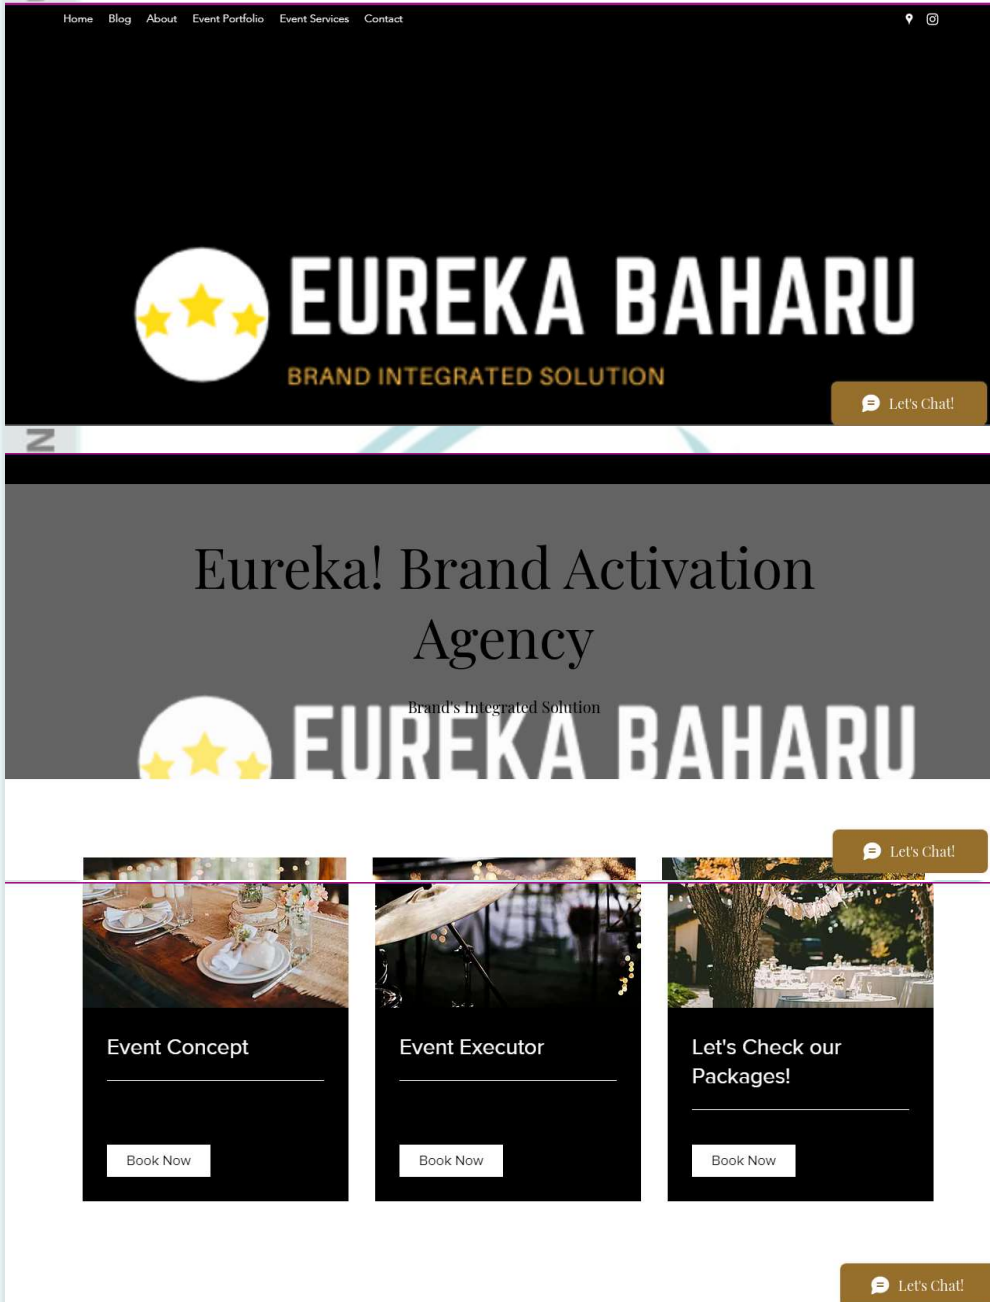 Home Blog About Event Portfolio Event Services Contact
EUREKA BAHARU
BRAND INTEGRATED SOLUTION
Let's Chat!
N
Eureka! Brand Activation
Agency
Brand's Integrated Solution
EUREKA BAHARU
Let's Chat!
Event Concept
Event Executor
Let's Check our
Packages!
Book Now
Book Now
Book Now
Let's Chat!